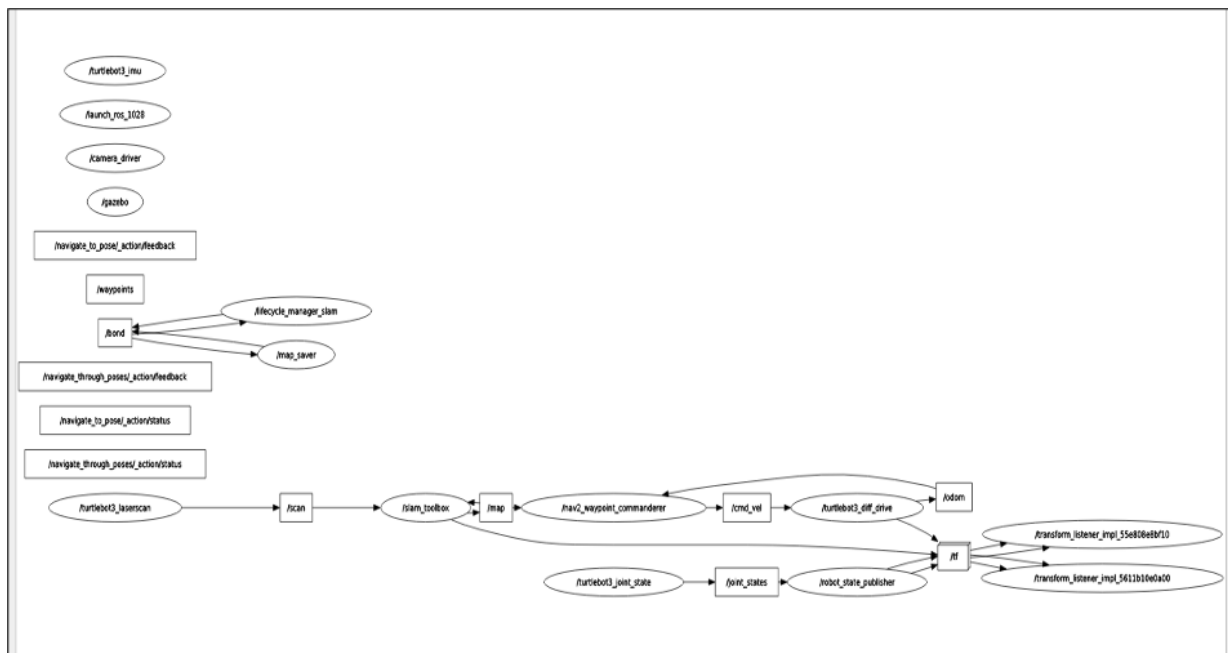 /turtlebot3_imu
/launch_ros_1028
/camera_driver
/gazebo
/navigate_to_pose/_action/feedback
/waypoints
/lifecycle_manager_slam
/bond
/map_saver
/navigate_through_poses/_action/feedback
/navigate_to_pose/_action/status
/navigate_through_poses/_action/status
/turtlebot3_laserscan
/scan
/slam_toolbox
/map
/nav2_waypoint_commanderer
/cmd_vel
/turtlebot3_diff_drive
/odom
/tf
/transform_listener_impl_55e808e8bf10
/transform_listener_impl_5611b10e0a00
/turtlebot3_joint_state
/joint_states
/robot_state_publisher